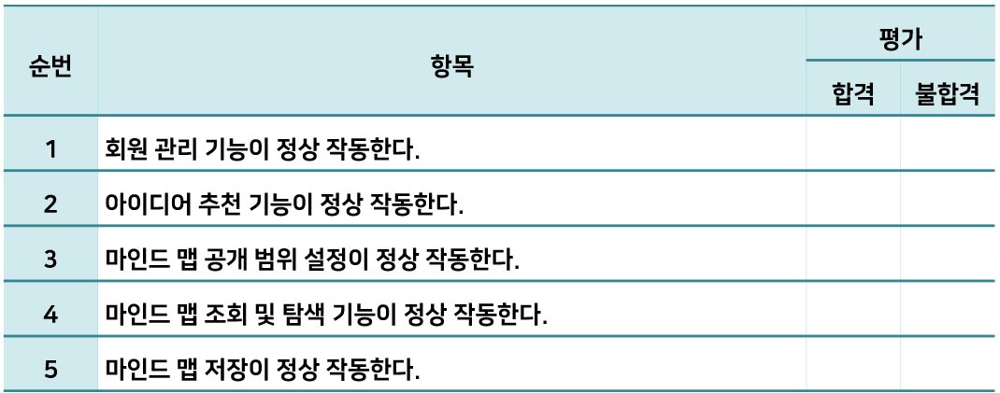 순번 항목 평가
합격 불합격
1 회원 관리 기능이 정상 작동한다.
2 아이디어 추천 기능이 정상 작동한다.
3 마인드 맵 공개 범위 설정이 정상 작동한다.
4 마인드 맵 조회 및 탐색 기능이 정상 작동한다.
5 마인드 맵 저장이 정상 작동한다.